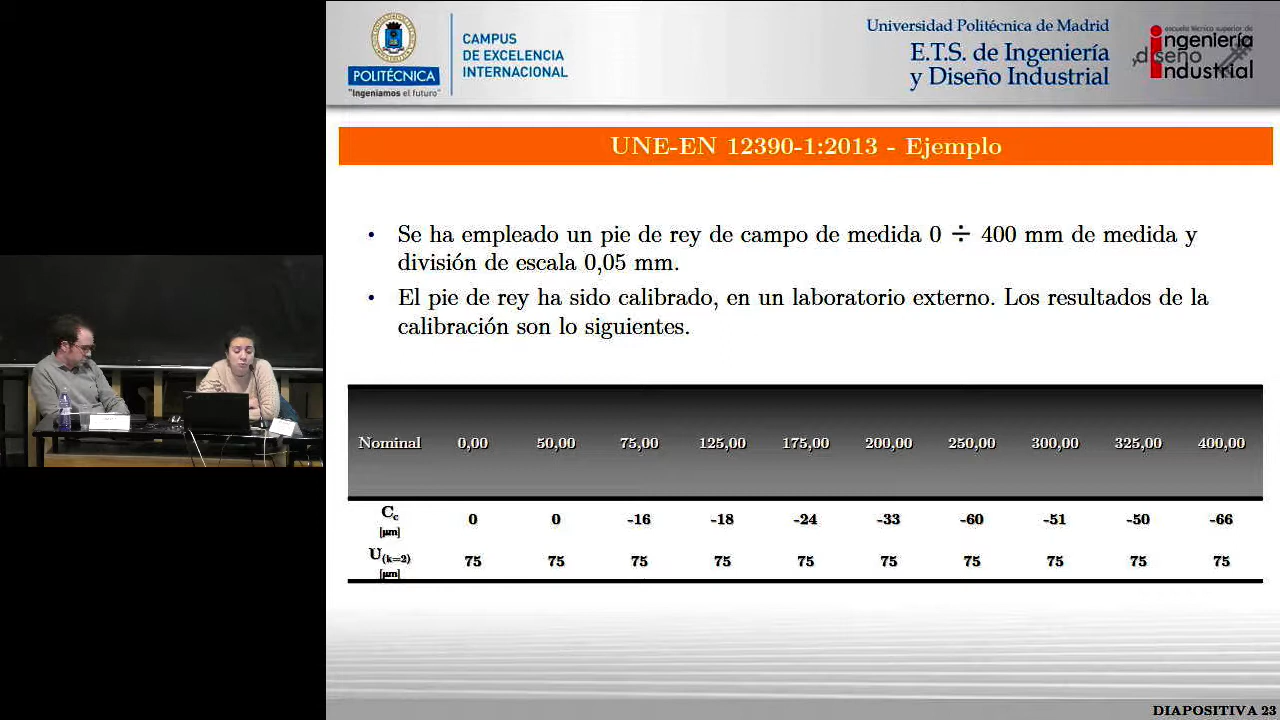 POLITÉCNICA
"Ingeniamos el futuro"
CAMPUS
DE EXCELENCIA
INTERNACIONAL
Universidad Politécnica de Madrid
E.T.S. de Ingeniería
y Diseño Industrial
escuela técnica superior de
ingeniería
y diseño
industrial
UNE-EN 12390-1:2013 - Ejemplo
• Se ha empleado un pie de rey de campo de medida 0 ÷ 400 mm de medida y
división de escala 0,05 mm.
• El pie de rey ha sido calibrado, en un laboratorio externo. Los resultados de la
calibración son lo siguientes.
Nominal 0,00 50,00 75,00 125,00 175,00 200,00 250,00 300,00 325,00 400,00
Cc [µm] 0 0 -16 -18 -24 -33 -60 -51 -50 -66
U(k=2) [µm] 75 75 75 75 75 75 75 75 75 75
DIAPOSITIVA 23